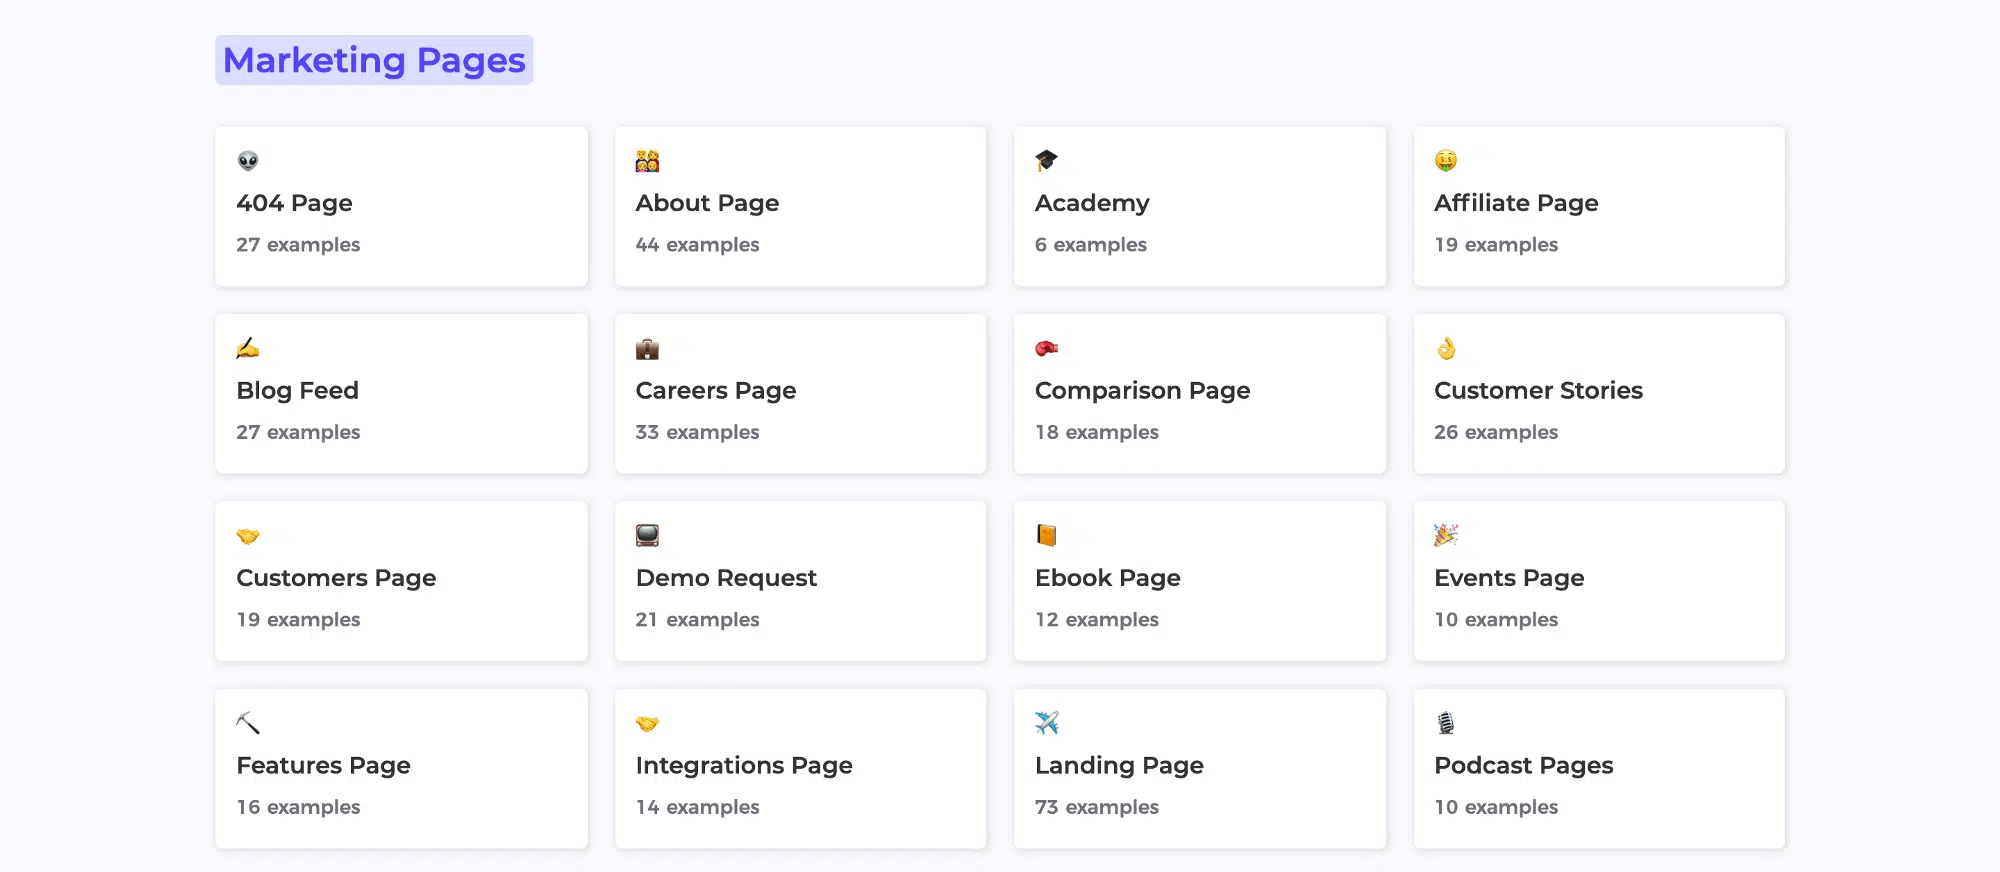 Marketing Pages
404 Page
27 examples
About Page
44 examples
Academy
6 examples
Affiliate Page
19 examples
Blog Feed
27 examples
Careers Page
33 examples
Comparison Page
18 examples
Customer Stories
26 examples
Customers Page
19 examples
Demo Request
21 examples
Ebook Page
12 examples
Events Page
10 examples
Features Page
16 examples
Integrations Page
14 examples
Landing Page
73 examples
Podcast Pages
10 examples